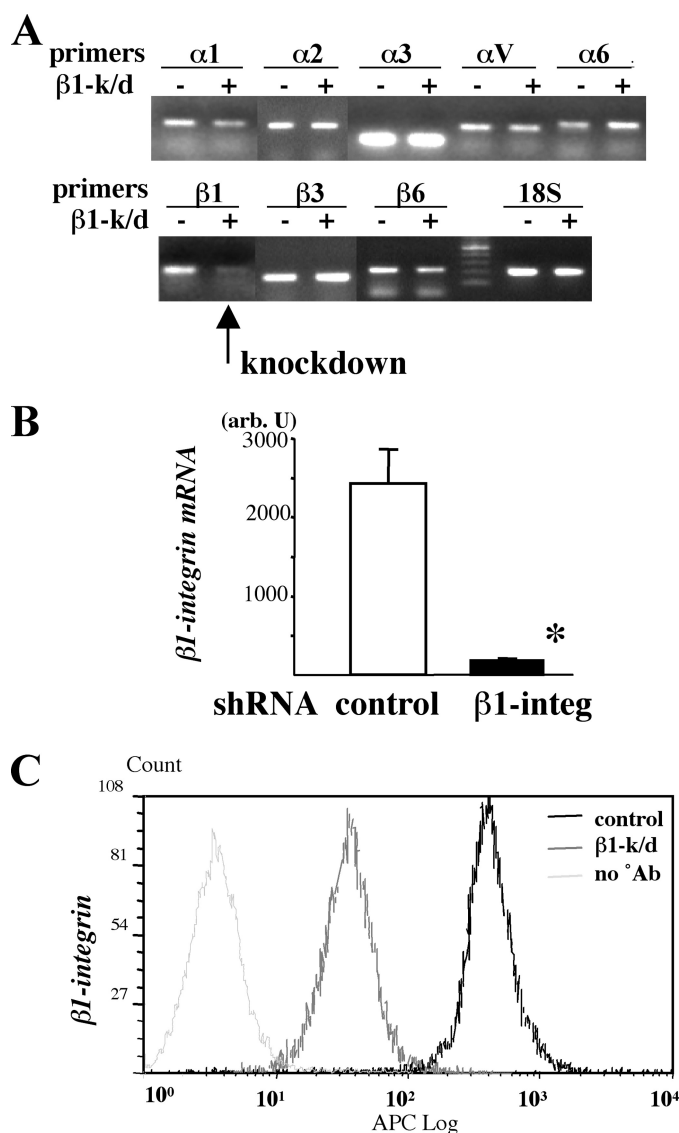 A
primers α1 α2 α3 αV α6
β1-k/d - + - + - + - + - +
primers β1 β3 β6 18S
β1-k/d - + - + - + - +
knockdown
B
(arb. U)
3000
2000
1000
β1-integrin mRNA
*
shRNA control β1-integ
C
Count
108
81
54
27
β1-integrin
control
β1-k/d
no °Ab
10⁰ 10¹ 10² 10³ 10⁴
APC Log